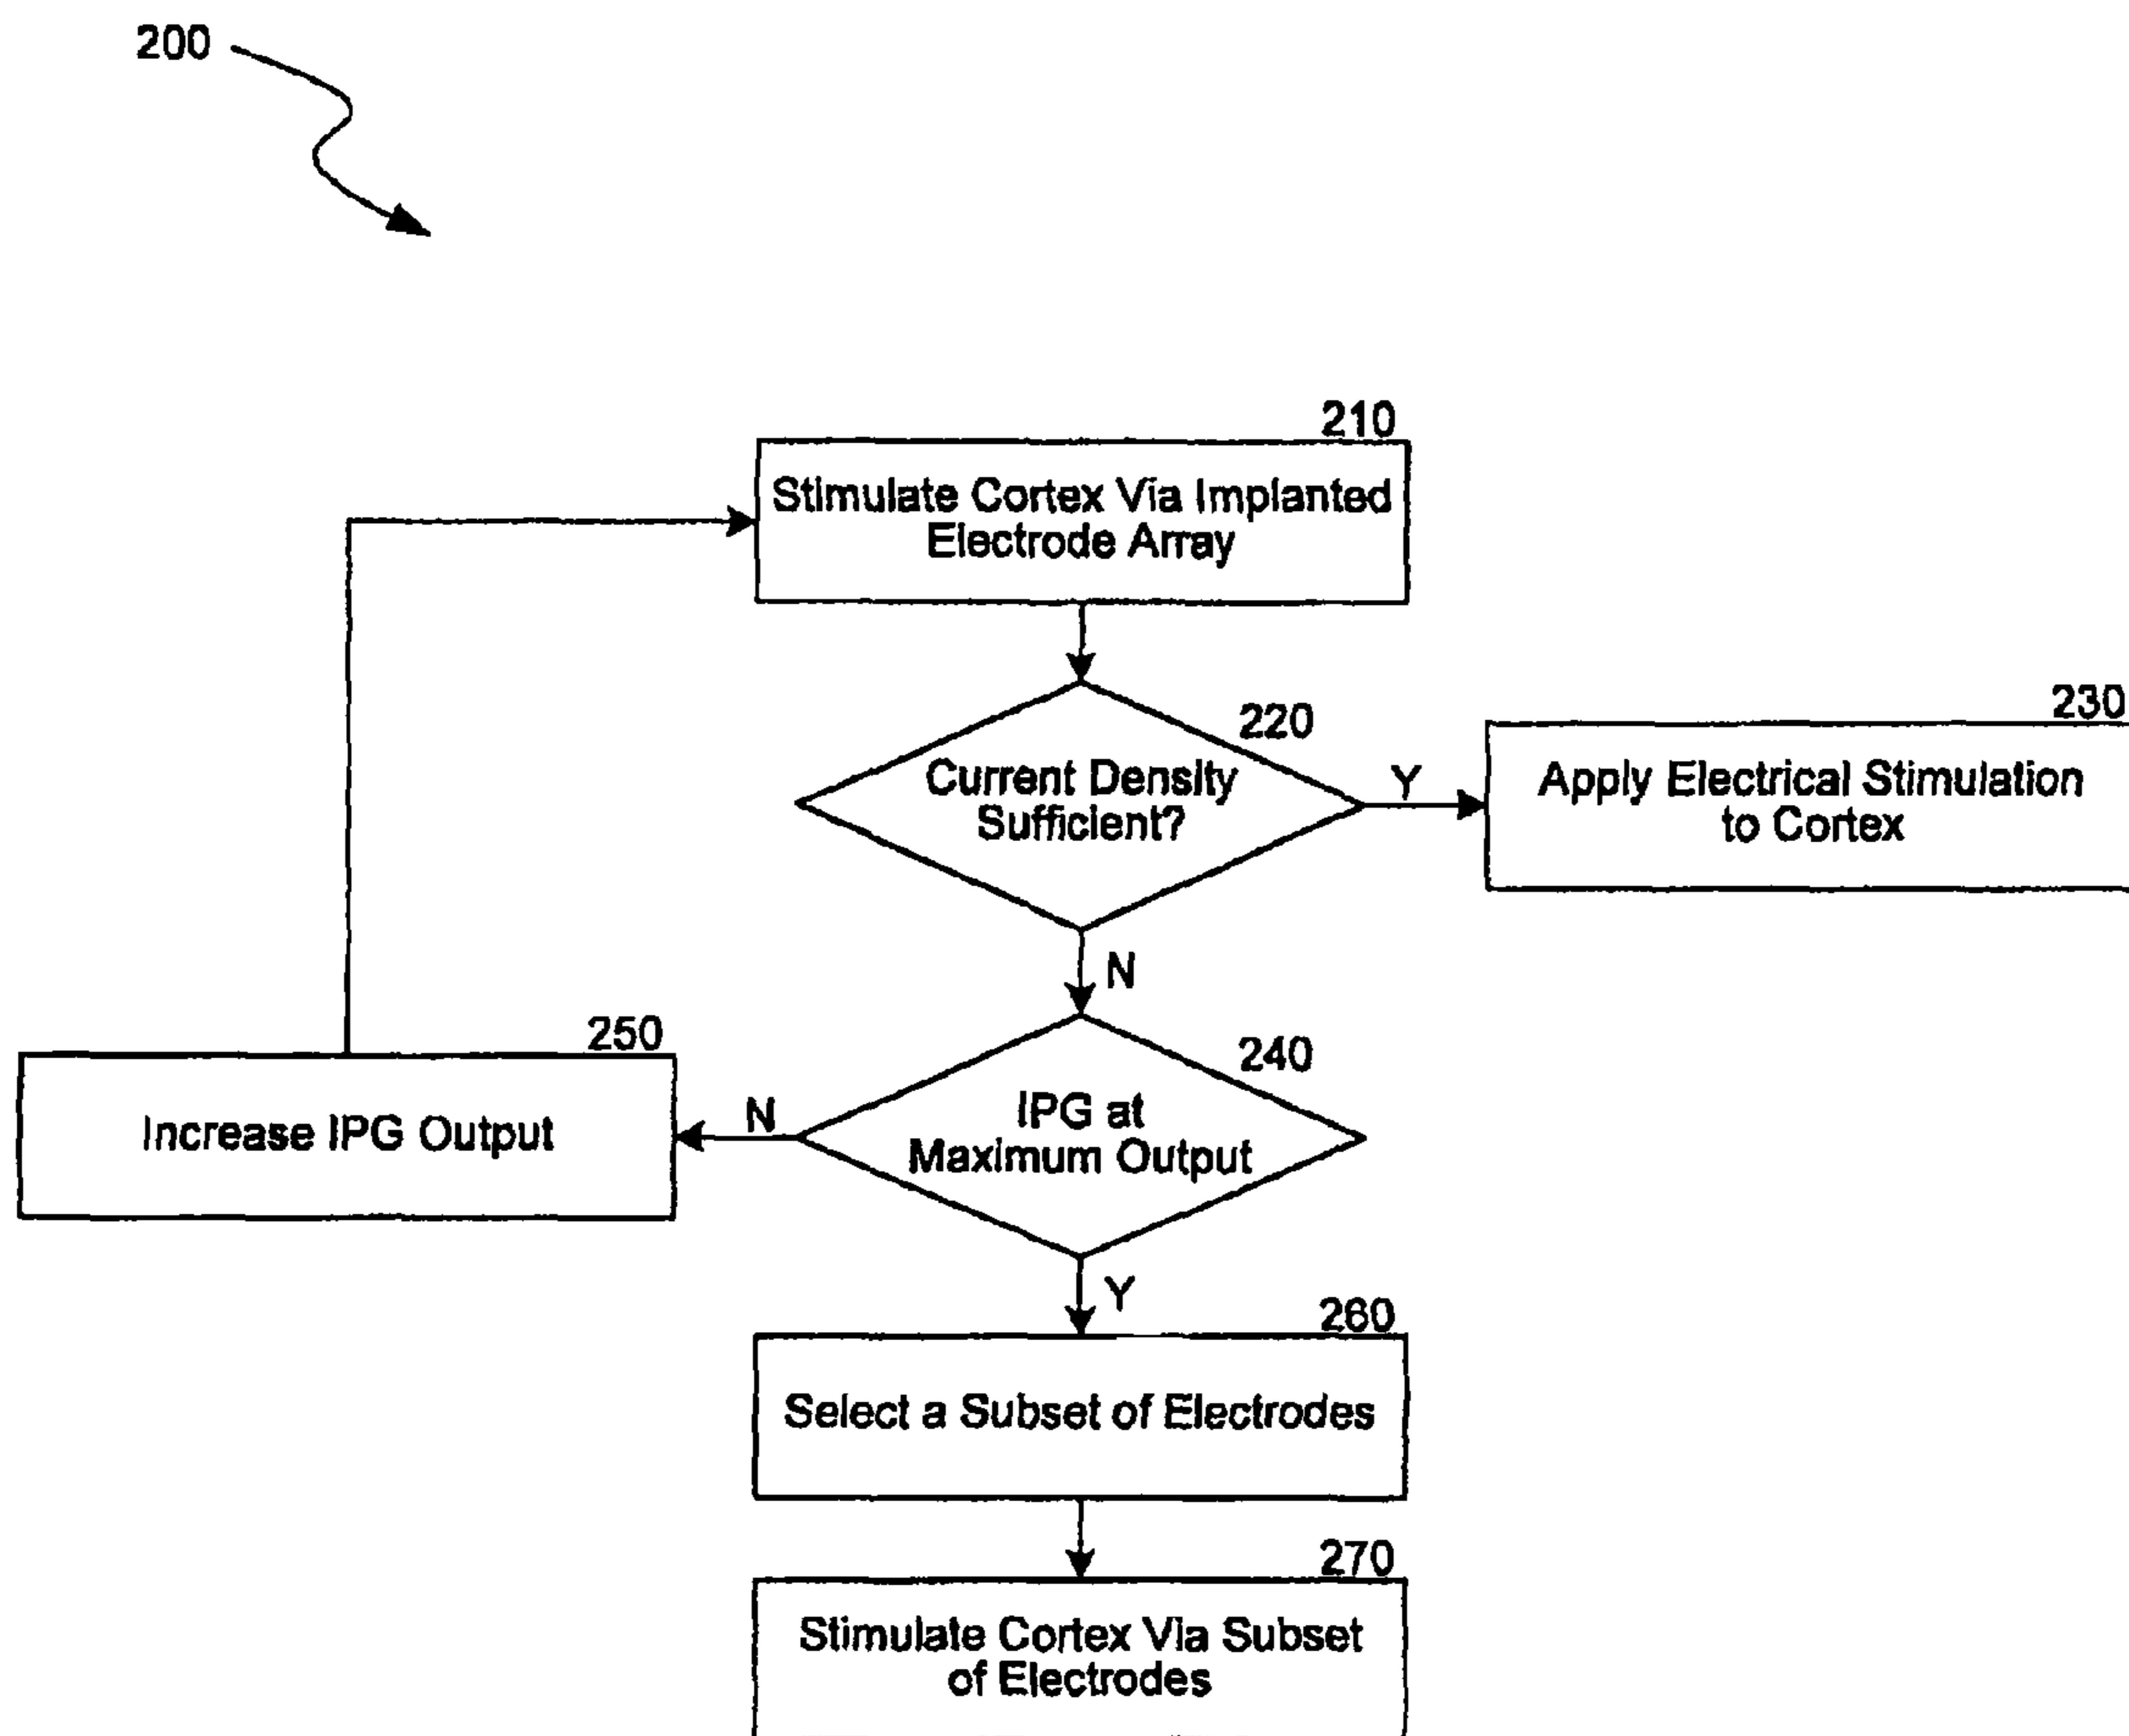 200
210
Stimulate Cortex Via Implanted
Electrode Array
220
Current Density
Sufficient?
Y
230
Apply Electrical Stimulation
to Cortex
N
250
Increase IPG Output
N
240
IPG at
Maximum Output
Y
260
Select a Subset of Electrodes
270
Stimulate Cortex Via Subset
of Electrodes